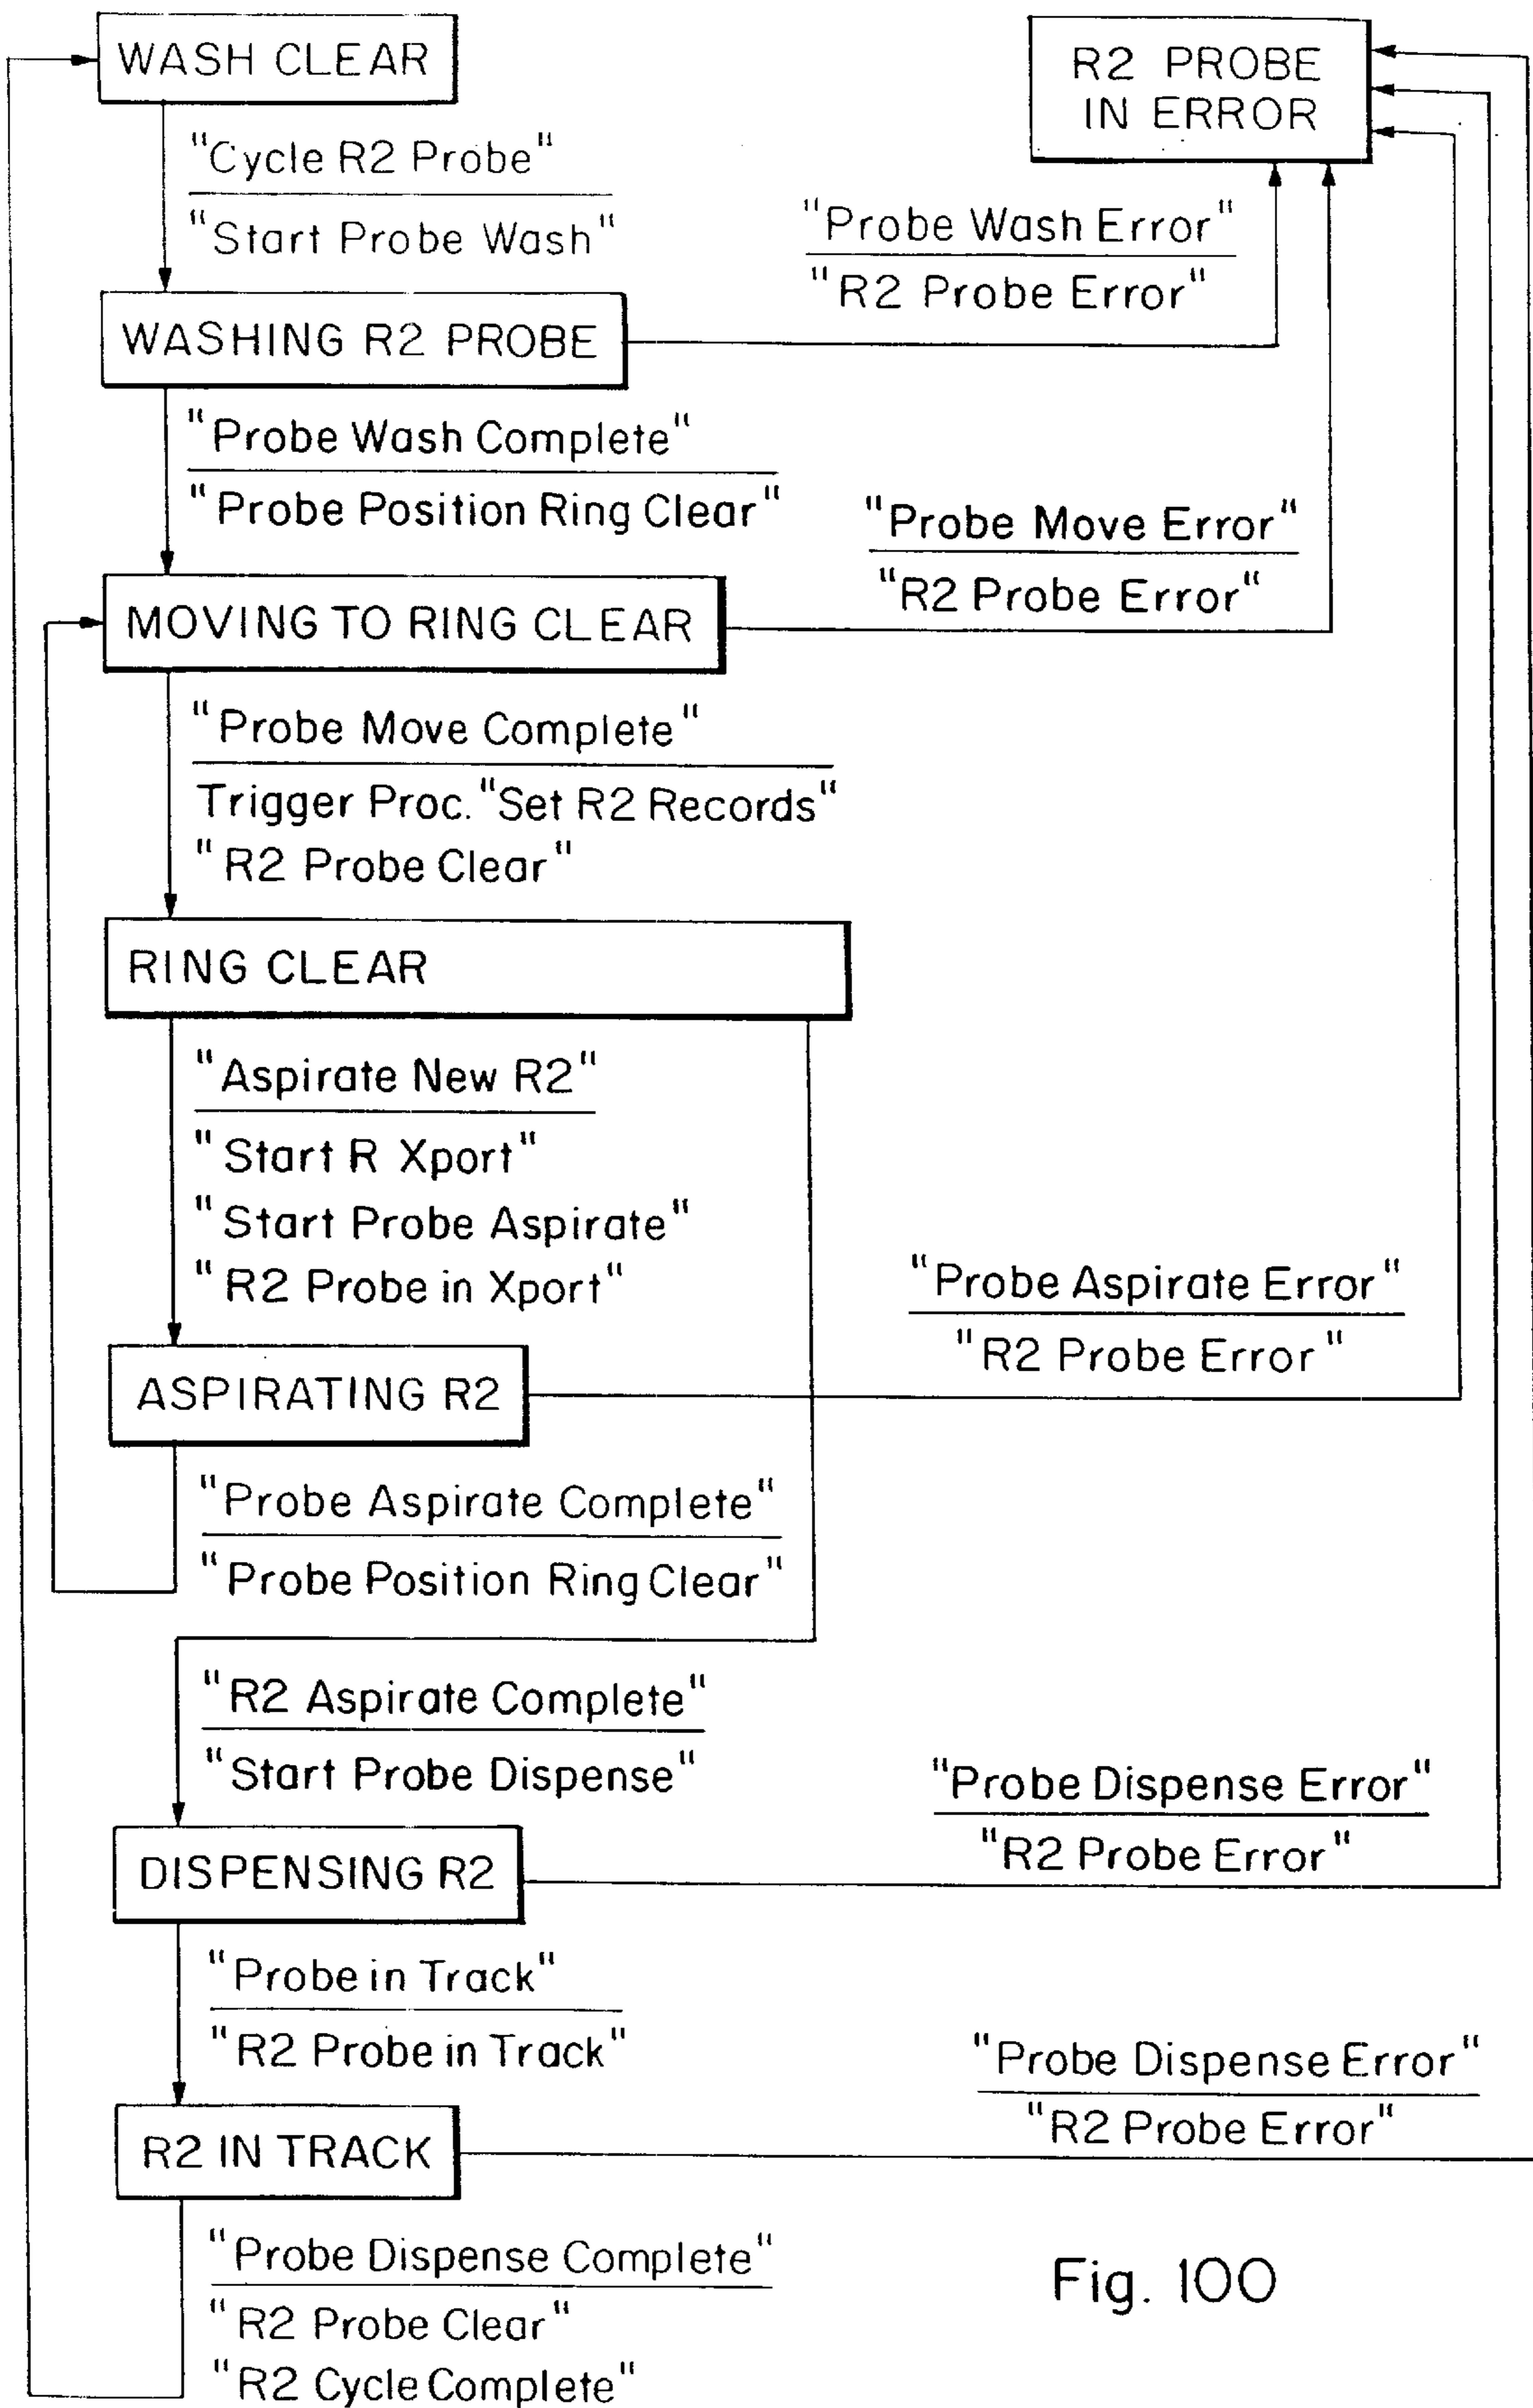 WASH CLEAR
R2 PROBE
IN ERROR
"Cycle R2 Probe"
"Start Probe Wash"
"Probe Wash Error"
"R2 Probe Error"
WASHING R2 PROBE
"Probe Wash Complete"
"Probe Position Ring Clear"
"Probe Move Error"
"R2 Probe Error"
MOVING TO RING CLEAR
"Probe Move Complete"
Trigger Proc. "Set R2 Records"
"R2 Probe Clear"
RING CLEAR
"Aspirate New R2"
"Start R Xport"
"Start Probe Aspirate"
"R2 Probe in Xport"
"Probe Aspirate Error"
"R2 Probe Error"
ASPIRATING R2
"Probe Aspirate Complete"
"Probe Position Ring Clear"
"R2 Aspirate Complete"
"Start Probe Dispense"
"Probe Dispense Error"
"R2 Probe Error"
DISPENSING R2
"Probe in Track"
"R2 Probe in Track"
"Probe Dispense Error"
"R2 Probe Error"
R2 IN TRACK
"Probe Dispense Complete"
"R2 Probe Clear"
"R2 Cycle Complete"
Fig. 100